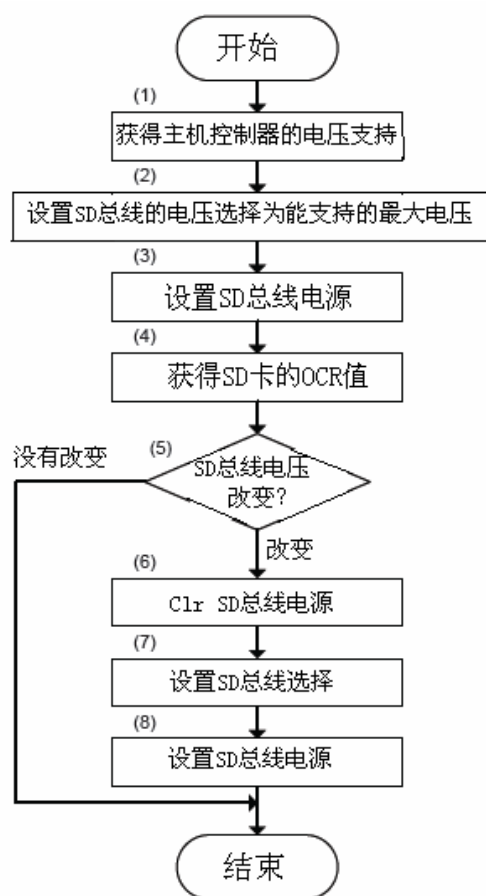 开始
(1)
获得主机控制器的电压支持
(2)
设置SD总线的电压选择为能支持的最大电压
(3)
设置SD总线电源
(4)
获得SD卡的OCR值
(5)
没有改变
SD总线电压
改变?
改变
(6)
Clr SD总线电源
(7)
设置SD总线选择
(8)
设置SD总线电源
结束